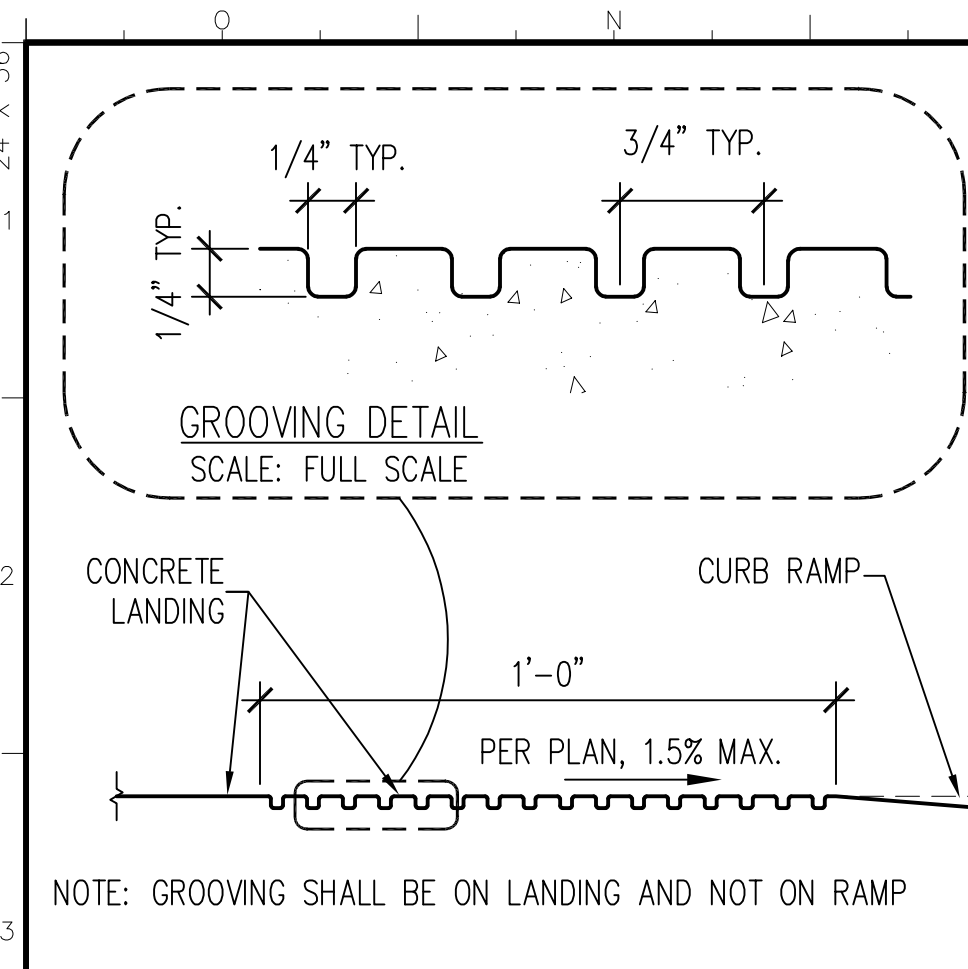 O
N
24 x 36
1
1/4" TYP.
3/4" TYP.
1/4" TYP.
GROOVING DETAIL
SCALE: FULL SCALE
2
CONCRETE
LANDING
CURB RAMP
1'-0"
PER PLAN, 1.5% MAX.
NOTE: GROOVING SHALL BE ON LANDING AND NOT ON RAMP
3